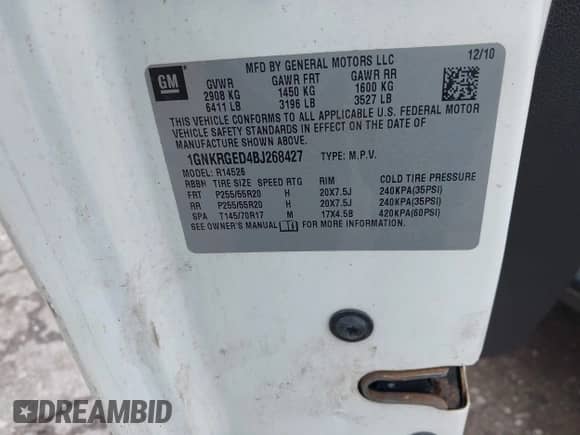 GM
MFD BY GENERAL MOTORS LLC
12/10
GVWR GAWR FRT GAWR RR
2908 KG 1450 KG 1600 KG
6411 LB 3196 LB 3527 LB
THIS VEHICLE CONFORMS TO ALL APPLICABLE U.S. FEDERAL MOTOR
VEHICLE SAFETY STANDARDS IN EFFECT ON THE DATE OF
MANUFACTURE SHOWN ABOVE.
1GNKRGED4BJ268427 TYPE: M.P.V.
MODEL: R14526
RBBN TIRE SIZE SPEED RTG RIM COLD TIRE PRESSURE
FRT P255/55R20 H 20X7.5J 240KPA(35PSI)
RR P255/55R20 H 20X7.5J 240KPA(35PSI)
SPA T145/70R17 M 17X4.5B 420KPA(60PSI)
SEE OWNER'S MANUAL FOR MORE INFORMATION.
DREAMBID